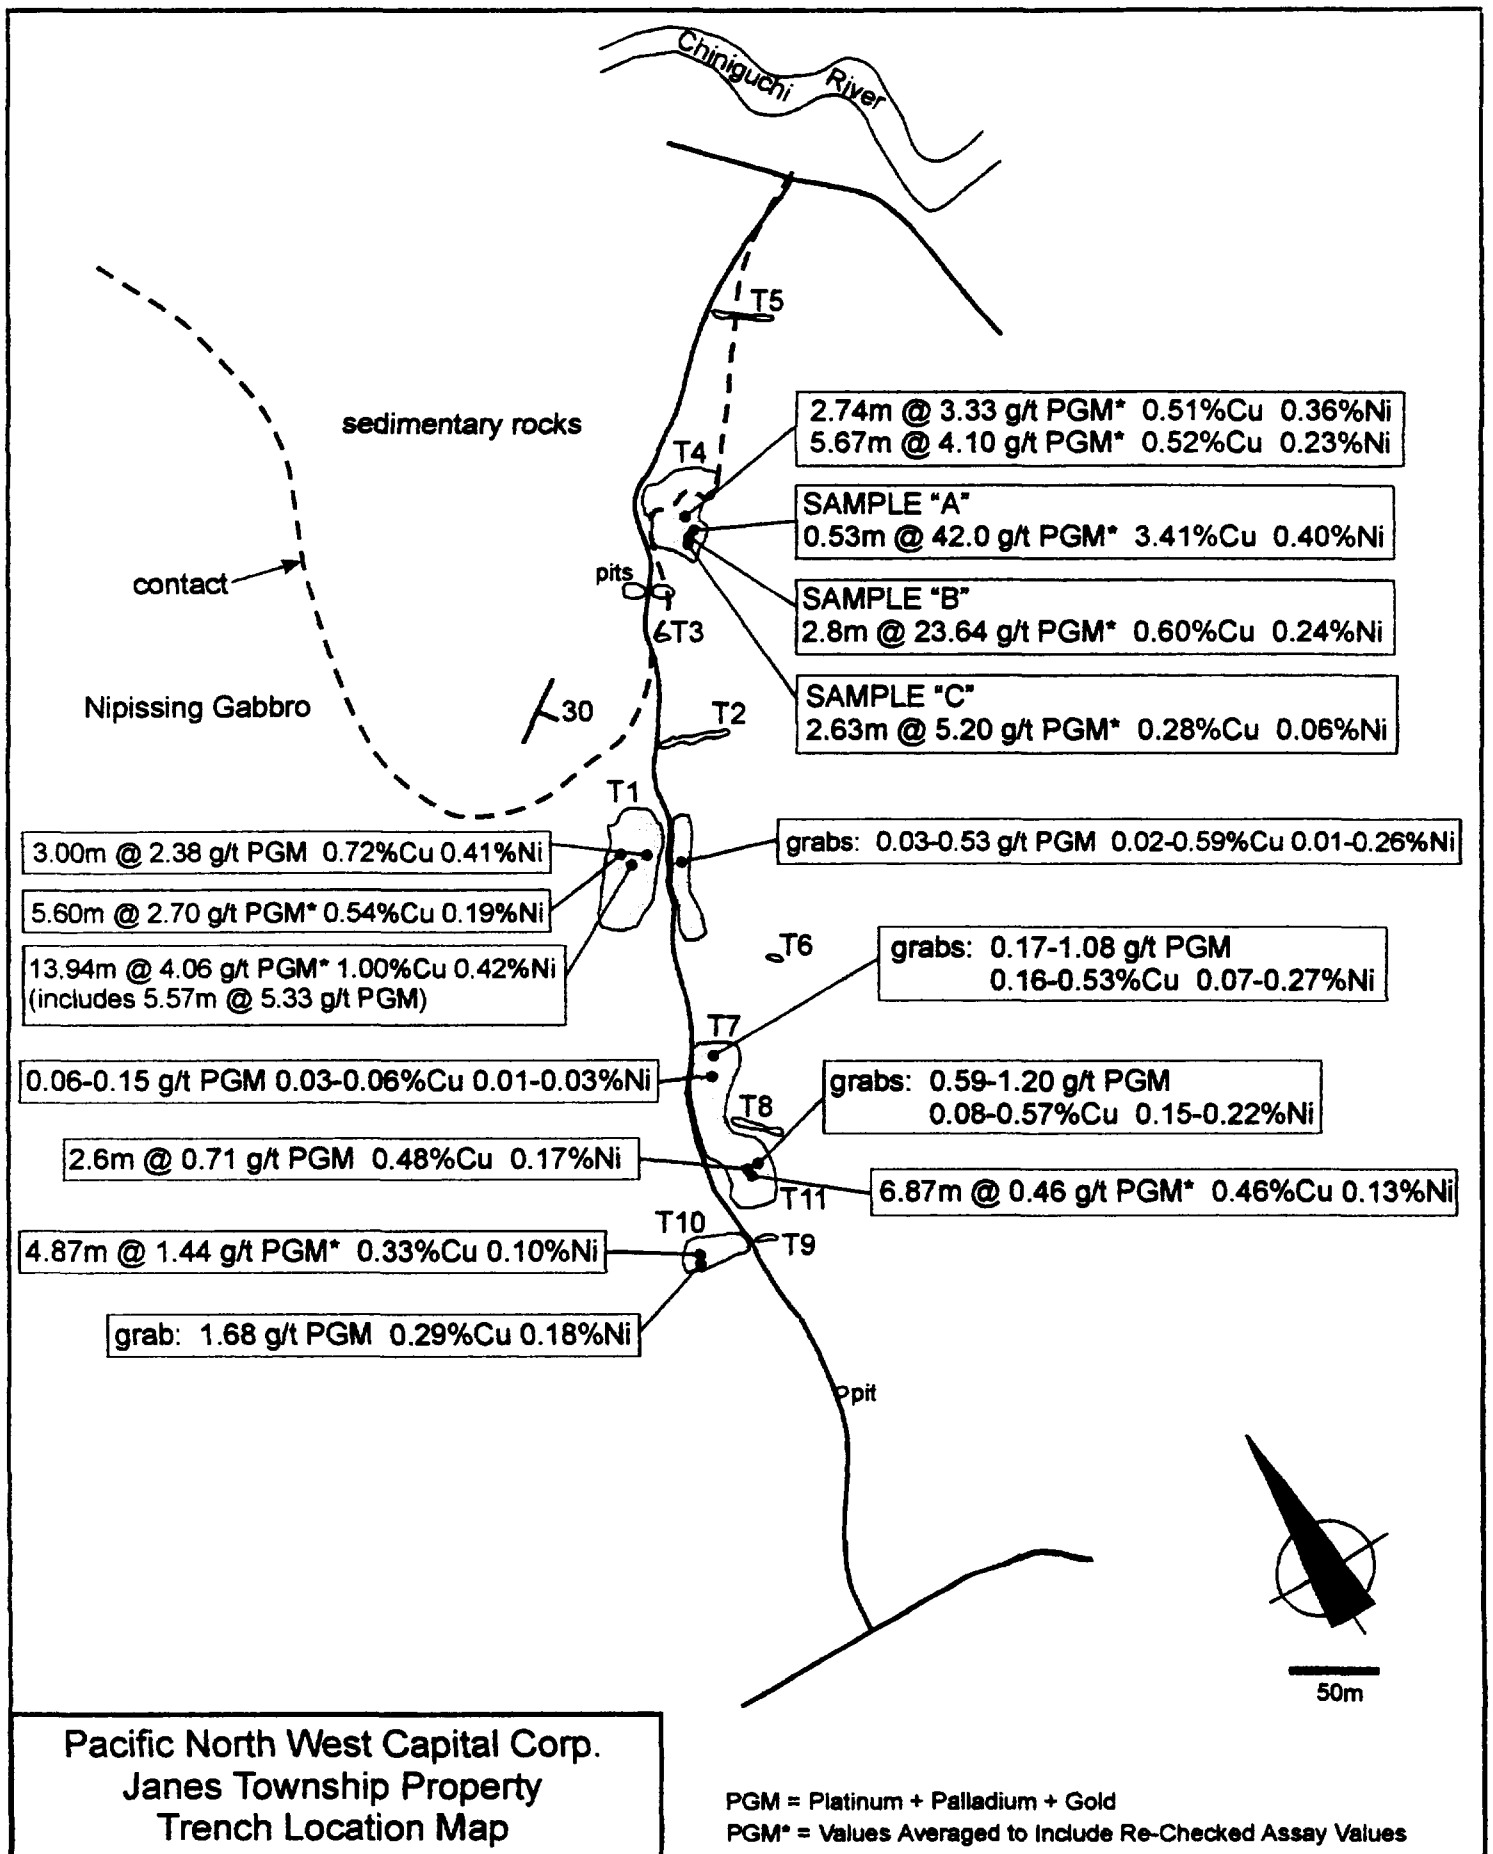 Chiniguchi River
T5
2.74m @ 3.33 g/t PGM* 0.51%Cu 0.36%Ni
5.67m @ 4.10 g/t PGM* 0.52%Cu 0.23%Ni
sedimentary rocks
T4
SAMPLE "A"
0.53m @ 42.0 g/t PGM* 3.41%Cu 0.40%Ni
contact
pits
SAMPLE "B"
2.8m @ 23.64 g/t PGM* 0.60%Cu 0.24%Ni
T3
SAMPLE "C"
2.63m @ 5.20 g/t PGM* 0.28%Cu 0.06%Ni
Nipissing Gabbro
30
T2
T1
3.00m @ 2.38 g/t PGM 0.72%Cu 0.41%Ni
grabs: 0.03-0.53 g/t PGM 0.02-0.59%Cu 0.01-0.26%Ni
5.60m @ 2.70 g/t PGM* 0.54%Cu 0.19%Ni
13.94m @ 4.06 g/t PGM* 1.00%Cu 0.42%Ni
(includes 5.57m @ 5.33 g/t PGM)
T6
grabs: 0.17-1.08 g/t PGM
0.16-0.53%Cu 0.07-0.27%Ni
T7
0.06-0.15 g/t PGM 0.03-0.06%Cu 0.01-0.03%Ni
grabs: 0.59-1.20 g/t PGM
0.08-0.57%Cu 0.15-0.22%Ni
T8
2.6m @ 0.71 g/t PGM 0.48%Cu 0.17%Ni
6.87m @ 0.46 g/t PGM* 0.46%Cu 0.13%Ni
T11
T10
T9
4.87m @ 1.44 g/t PGM* 0.33%Cu 0.10%Ni
grab: 1.68 g/t PGM 0.29%Cu 0.18%Ni
pit
50m
Pacific North West Capital Corp.
Janes Township Property
Trench Location Map
PGM = Platinum + Palladium + Gold
PGM* = Values Averaged to Include Re-Checked Assay Values